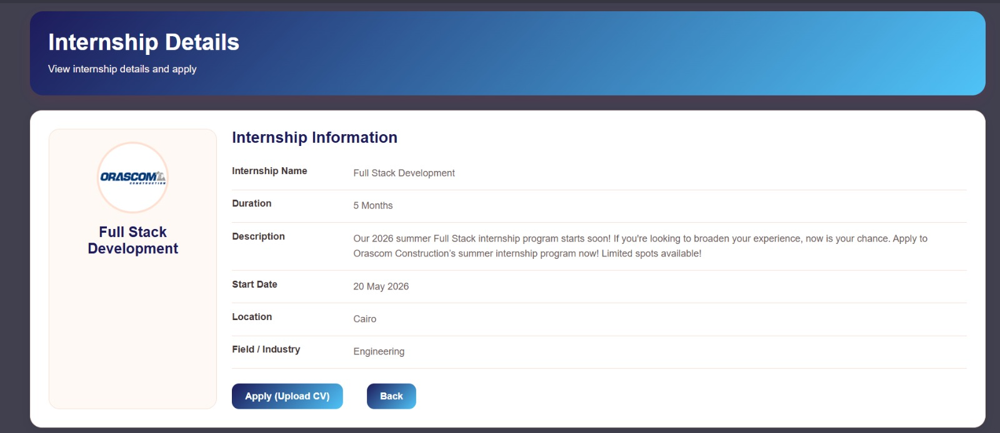 Internship Details
View internship details and apply
ORASCOM
CONSTRUCTION
Full Stack
Development
Internship Information
Internship Name Full Stack Development
Duration 5 Months
Description Our 2026 summer Full Stack internship program starts soon! If you're looking to broaden your experience, now is your chance. Apply to
Orascom Construction’s summer internship program now! Limited spots available!
Start Date 20 May 2026
Location Cairo
Field / Industry Engineering
Apply (Upload CV) Back